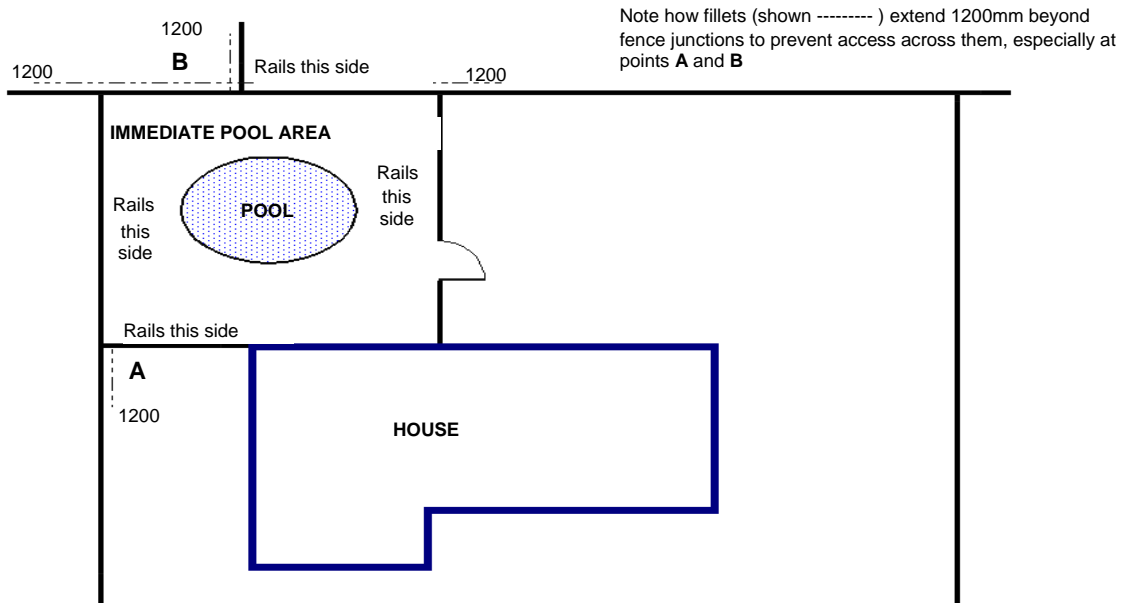 Note how fillets (shown --------- ) extend 1200mm beyond
fence junctions to prevent access across them, especially at
points A and B
1200
B
Rails this side
1200
1200
IMMEDIATE POOL AREA
Rails
this
side
POOL
Rails
this
side
Rails this side
A
1200
HOUSE